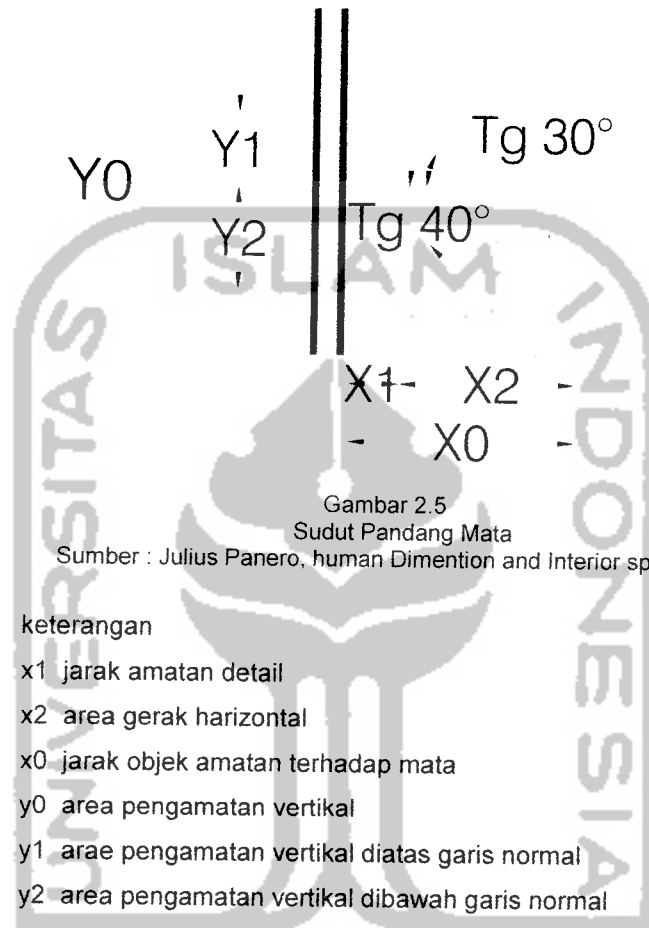 Y0
Y1
Y2
Tg 30°
Tg 40°
X1 X2
X0
ISLAM
UNIVERSITAS
INDONESIA
Gambar 2.5
Sudut Pandang Mata
Sumber : Julius Panero, human Dimention and Interior sp
keterangan
x1 jarak amatan detail
x2 area gerak harizontal
x0 jarak objek amatan terhadap mata
y0 area pengamatan vertikal
y1 arae pengamatan vertikal diatas garis normal
y2 area pengamatan vertikal dibawah garis normal